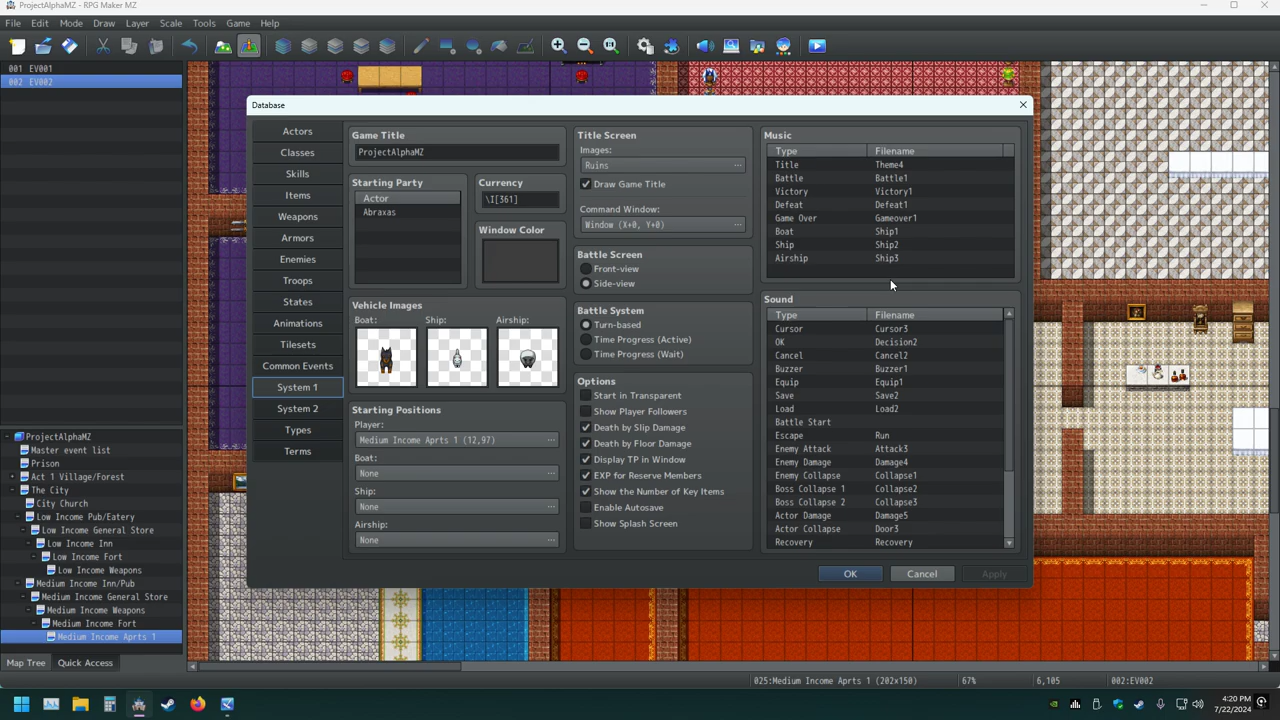 ProjectAlphaMZ - RPG Maker MZ
File Edit Mode Draw Layer Scale Tools Game Help
001 EV001
002 EV002
ProjectAlphaMZ
Master event list
Prison
Act 1 Village/Forest
The City
City Church
Low Income Pub/Eatery
Low Income General Store
Low Income Inn
Low Income Fort
Low Income Weapons
Medium Income Inn/Pub
Medium Income General Store
Medium Income Weapons
Medium Income Fort
Medium Income Aprts 1
Map Tree Quick Access
Database
Actors
Classes
Skills
Items
Weapons
Armors
Enemies
Troops
States
Animations
Tilesets
Common Events
System 1
System 2
Types
Terms
Game Title
ProjectAlphaMZ
Starting Party
Actor
Abraxas
Currency
\I[361]
Window Color
Vehicle Images
Boat: Ship: Airship:
Starting Positions
Player:
Medium Income Aprts 1 (12,97) ...
Boat:
None ...
Ship:
None ...
Airship:
None ...
Title Screen
Images:
Ruins ...
Draw Game Title
Command Window:
Window (X+0, Y+0) ...
Battle Screen
Front-view
Side-view
Battle System
Turn-based
Time Progress (Active)
Time Progress (Wait)
Options
Start in Transparent
Show Player Followers
Death by Slip Damage
Death by Floor Damage
Display TP in Window
EXP for Reserve Members
Show the Number of Key Items
Enable Autosave
Show Splash Screen
Music
Type Filename
Title Theme4
Battle Battle1
Victory Victory1
Defeat Defeat1
Game Over Gameover1
Boat Ship1
Ship Ship2
Airship Ship3
Sound
Type Filename
Cursor Cursor3
OK Decision2
Cancel Cancel2
Buzzer Buzzer1
Equip Equip1
Save Save2
Load Load2
Battle Start
Escape Run
Enemy Attack Attack3
Enemy Damage Damage4
Enemy Collapse Collapse1
Boss Collapse 1 Collapse2
Boss Collapse 2 Collapse3
Actor Damage Damage5
Actor Collapse Door3
Recovery Recovery
OK Cancel Apply
025:Medium Income Aprts 1 (202x150) 67% 6,105 002:EV002
4:20 PM
7/22/2024